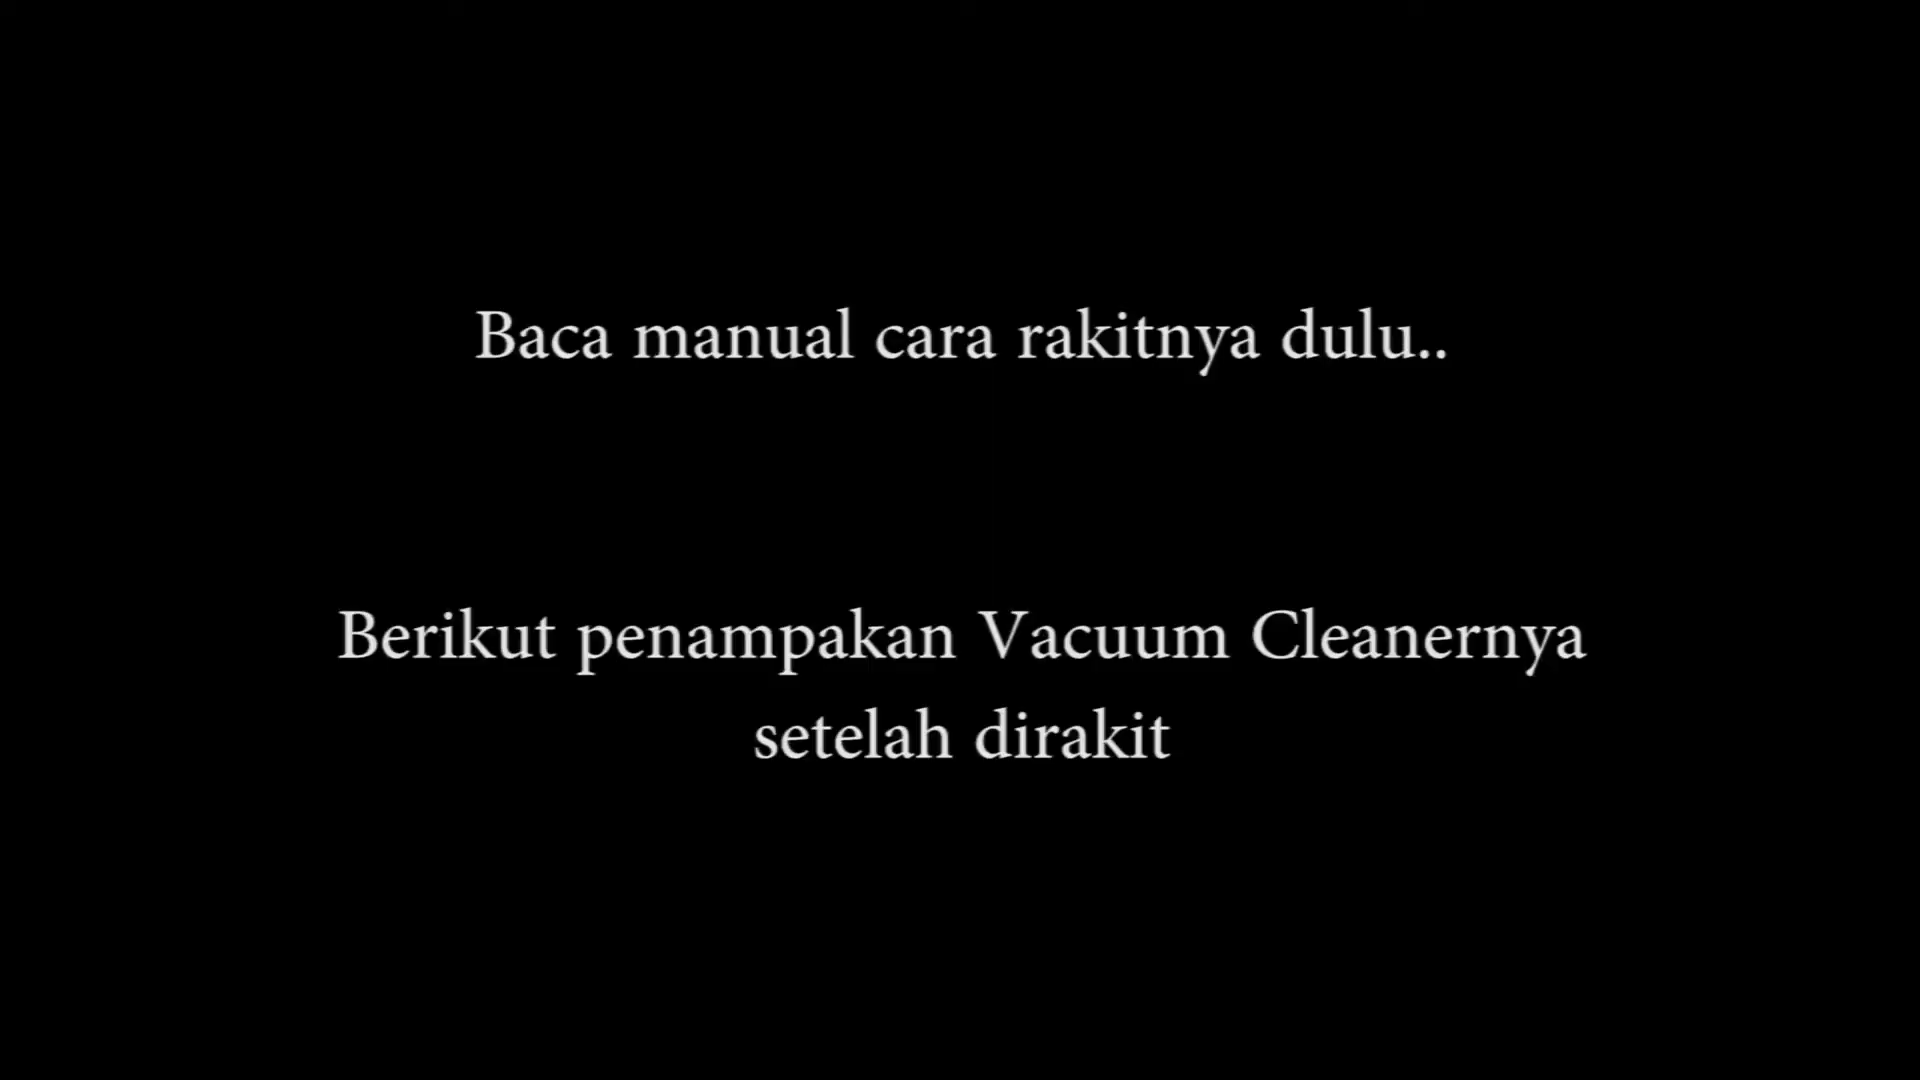 Baca manual cara rakitnya dulu..
Berikut penampakan Vacuum Cleanernya
setelah dirakit